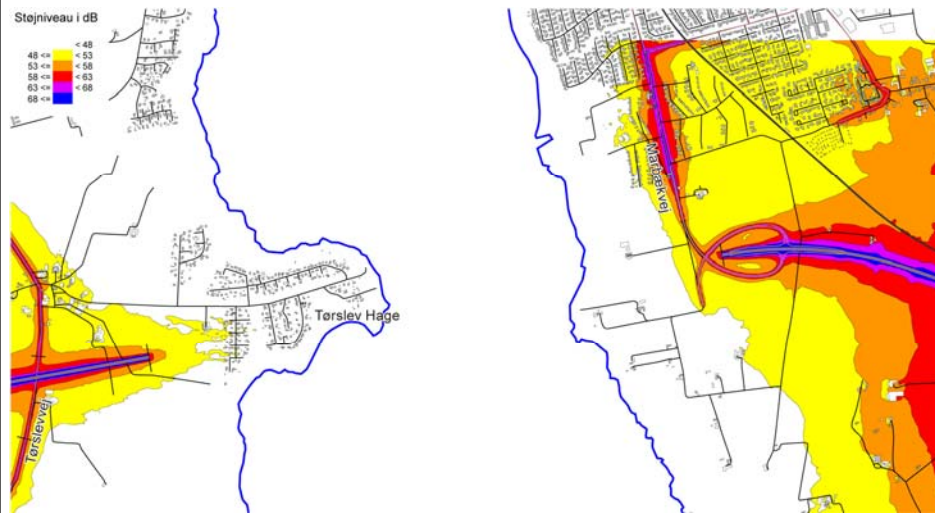 Støjniveau i dB
< 48
48 <= < 53
53 <= < 58
58 <= < 63
63 <= < 68
68 <=
Marbækvej
Tørslev Hage
Tørslevvej